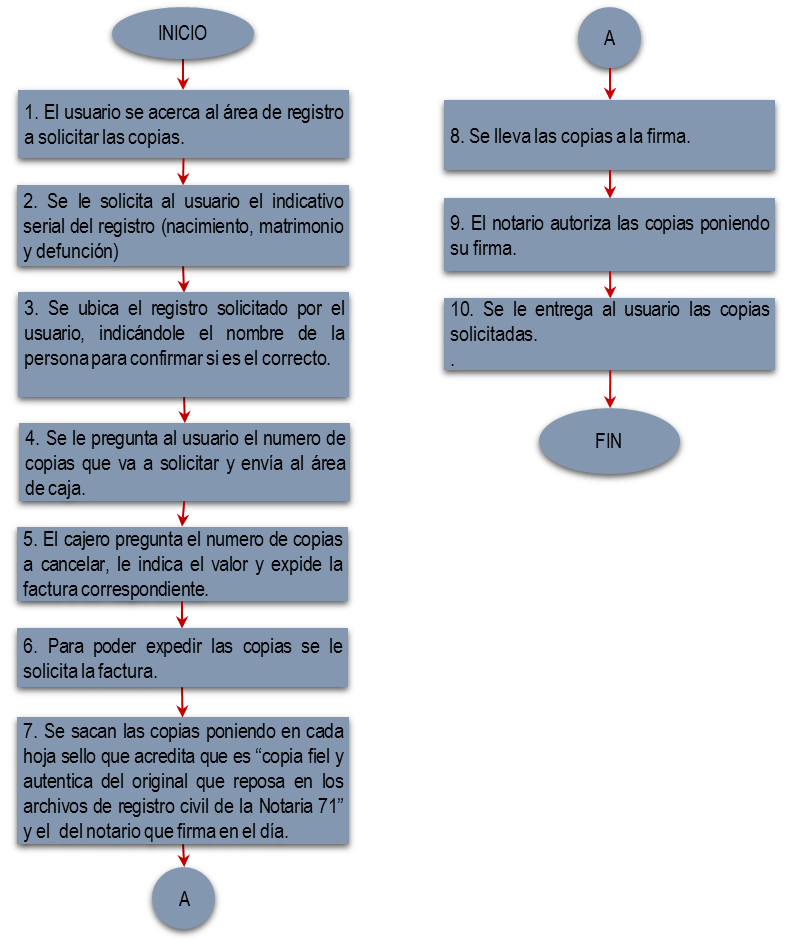 INICIO
1. El usuario se acerca al área de registro
a solicitar las copias.
2. Se le solicita al usuario el indicativo
serial del registro (nacimiento, matrimonio
y defunción)
3. Se ubica el registro solicitado por el
usuario, indicándole el nombre de la
persona para confirmar si es el correcto.
4. Se le pregunta al usuario el numero de
copias que va a solicitar y envía al área
de caja.
5. El cajero pregunta el numero de copias
a cancelar, le indica el valor y expide la
factura correspondiente.
6. Para poder expedir las copias se le
solicita la factura.
7. Se sacan las copias poniendo en cada
hoja sello que acredita que es “copia fiel y
autentica del original que reposa en los
archivos de registro civil de la Notaria 71”
y el del notario que firma en el día.
A
A
8. Se lleva las copias a la firma.
9. El notario autoriza las copias poniendo
su firma.
10. Se le entrega al usuario las copias
solicitadas.
.
FIN